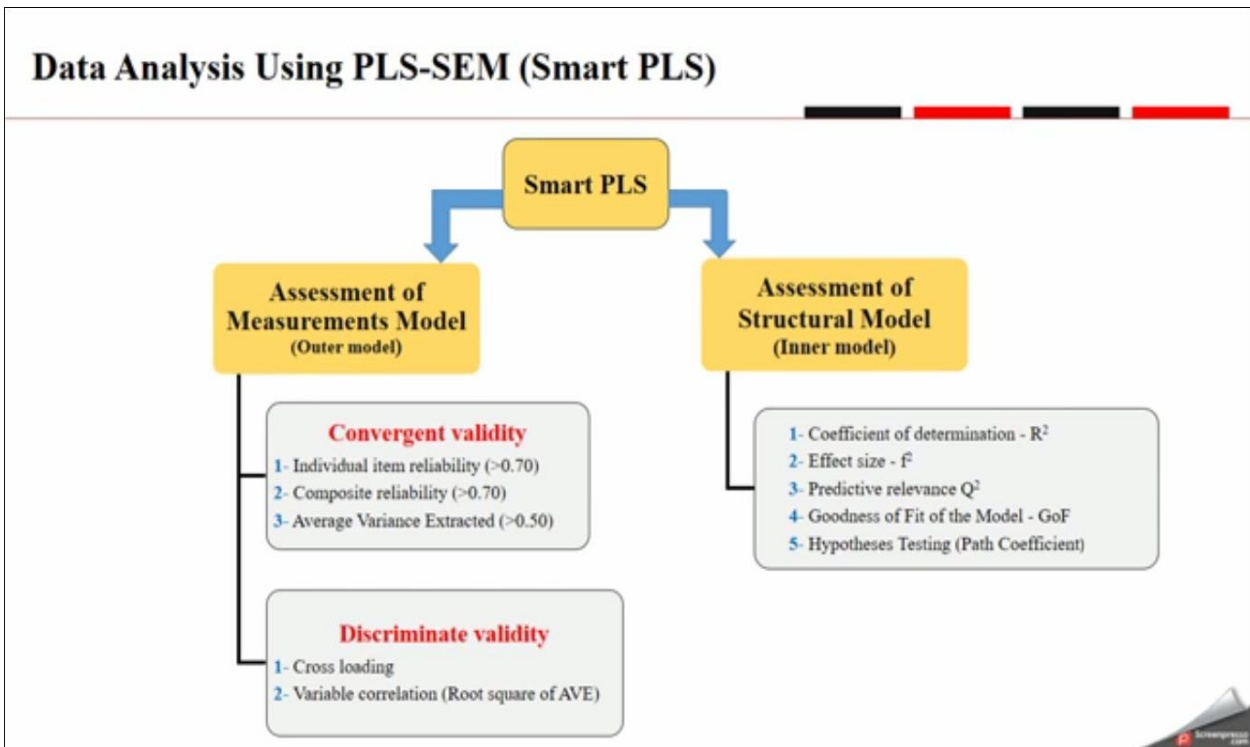 Data Analysis Using PLS-SEM (Smart PLS)
Smart PLS
Assessment of
Measurements Model
(Outer model)
Convergent validity
1- Individual item reliability (>0.70)
2- Composite reliability (>0.70)
3- Average Variance Extracted (>0.50)
Discriminate validity
1- Cross loading
2- Variable correlation (Root square of AVE)
Assessment of
Structural Model
(Inner model)
1- Coefficient of determination - R²
2- Effect size - f²
3- Predictive relevance Q²
4- Goodness of Fit of the Model - GoF
5- Hypotheses Testing (Path Coefficient)
Screenpresso
.com